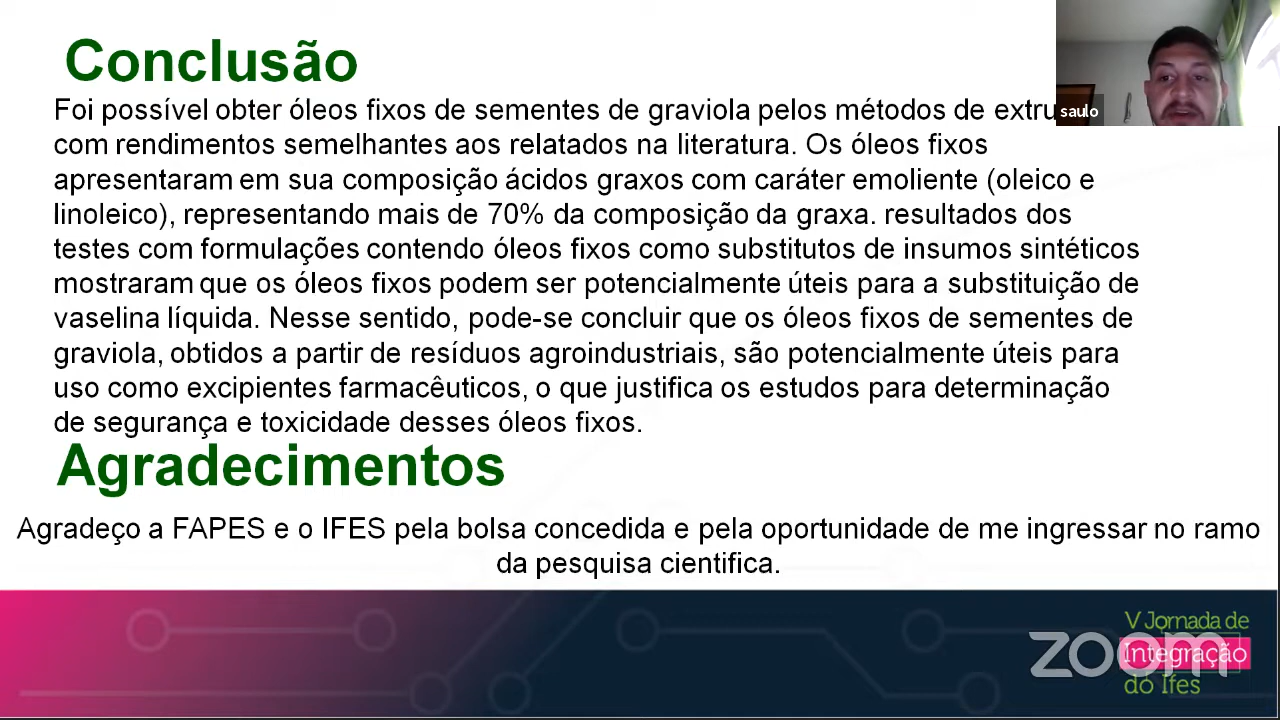 Conclusão
Foi possível obter óleos fixos de sementes de graviola pelos métodos de
com rendimentos semelhantes aos relatados na literatura. Os óleos fixos
apresentaram em sua composição ácidos graxos com caráter emoliente (oleico e
linoleico), representando mais de 70% da composição da graxa. resultados dos
testes com formulações contendo óleos fixos como substitutos de insumos sintéticos
mostraram que os óleos fixos podem ser potencialmente úteis para a substituição de
vaselina líquida. Nesse sentido, pode-se concluir que os óleos fixos de sementes de
graviola, obtidos a partir de resíduos agroindustriais, são potencialmente úteis para
uso como excipientes farmacêuticos, o que justifica os estudos para determinação
de segurança e toxicidade desses óleos fixos.
Agradecimentos
Agradeço a FAPES e o IFES pela bolsa concedida e pela oportunidade de me ingressar no ramo
da pesquisa cientifica.
saulo
V Jornada de
Integração
do Ifes
zoom